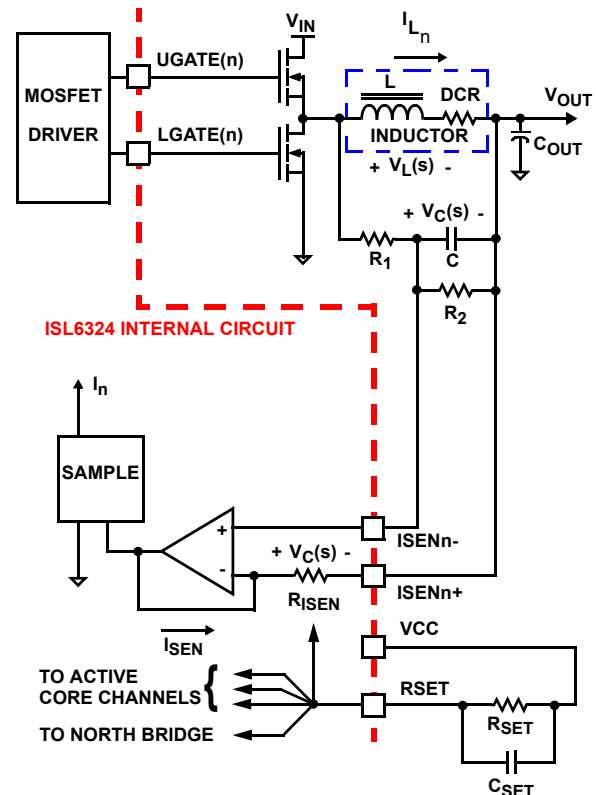 V_IN
I_Ln
UGATE(n)
MOSFET
DRIVER
L
DCR
V_OUT
LGATE(n)
INDUCTOR
C_OUT
+ V_L(s) -
+ V_C(s) -
R_1
C
R_2
ISL6324 INTERNAL CIRCUIT
I_n
SAMPLE
+
-
+ V_C(s) -
R_ISEN
ISENn-
ISENn+
I_SEN
VCC
TO ACTIVE
CORE CHANNELS {
RSET
R_SET
TO NORTH BRIDGE
C_SET